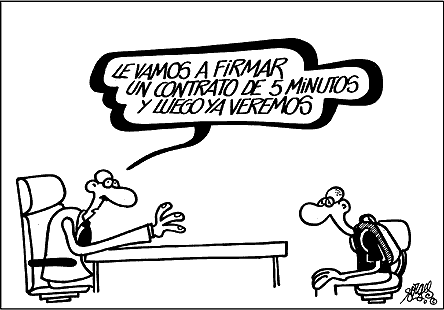 LE VAMOS A FIRMAR
UN CONTRATO DE 5 MINUTOS
Y LUEGO YA VEREMOS